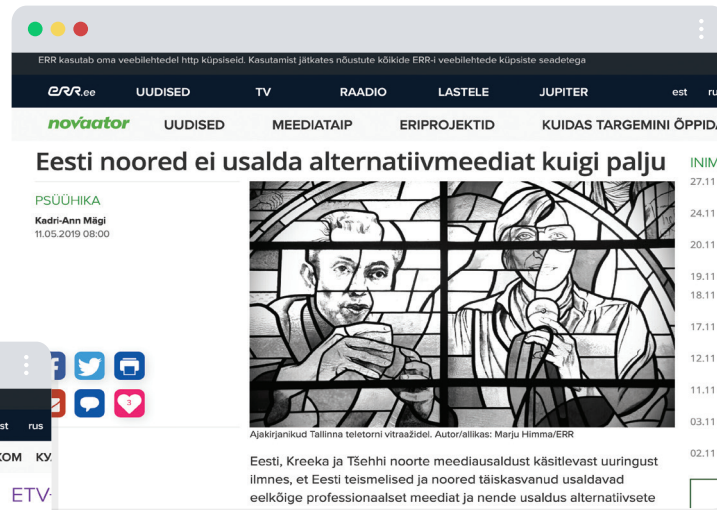 ERR kasutab oma veebilehtedel http küpsiseid. Kasutamist jätkates nõustute kõikide ERR-i veebilehtede küpsiste seadetega
err.ee UUDISED TV RAADIO LASTELE JUPITER est
novaator UUDISED MEEDIATAIP ERIPROJEKTID KUIDAS TARGEMINI ÕPPIDA
Eesti noored ei usalda alternatiivmeediat kuigi palju
PSÜÜHIKA
Kadri-Ann Mägi
11.05.2019 08:00
3
Ajakirjanikud Tallinna teletorni vitraažidel. Autor/allikas: Marju Himma/ERR
Eesti, Kreeka ja Tšehhi noorte meediausaldust käsitlevast uuringust
ilmnes, et Eesti teismelised ja noored täiskasvanud usaldavad
eelkõige professionaalset meediat ja nende usaldus alternatiivsete
27.11
24.11
20.11
19.11
18.11
17.11
12.11
11.11
03.11
02.11
rus
ETV